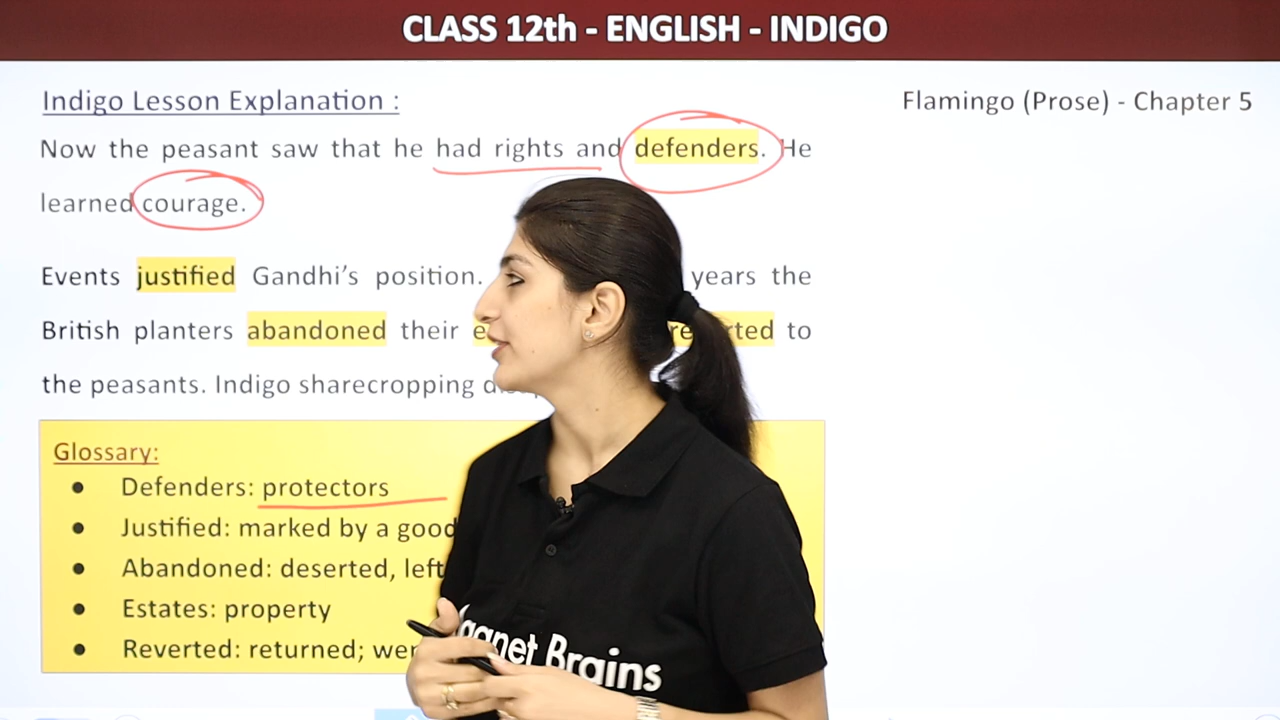 CLASS 12th - ENGLISH - INDIGO
Indigo Lesson Explanation :
Flamingo (Prose) - Chapter 5
Now the peasant saw that he had rights and defenders. He
learned courage.
Events justified Gandhi's position. years the
British planters abandoned their to
the peasants. Indigo sharecropping
Glossary:
• Defenders: protectors
• Justified: marked by a good
• Abandoned: deserted, left
• Estates: property
• Reverted: returned;
Magnet Brains